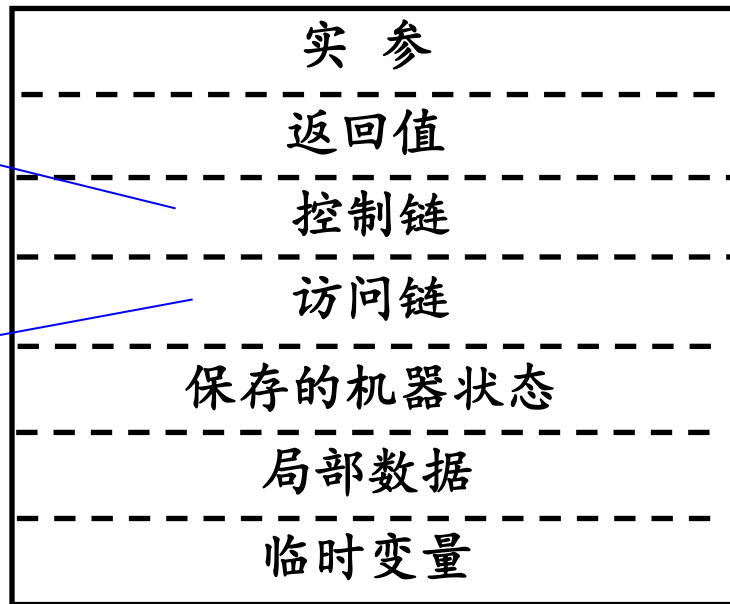 实 参
返回值
控制链
访问链
保存的机器状态
局部数据
临时变量